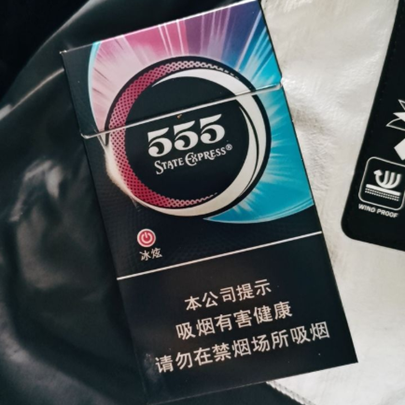 555
STATE EXPRESS®
冰炫
WIND PROOF
本公司提示
吸烟有害健康
请勿在禁烟场所吸烟